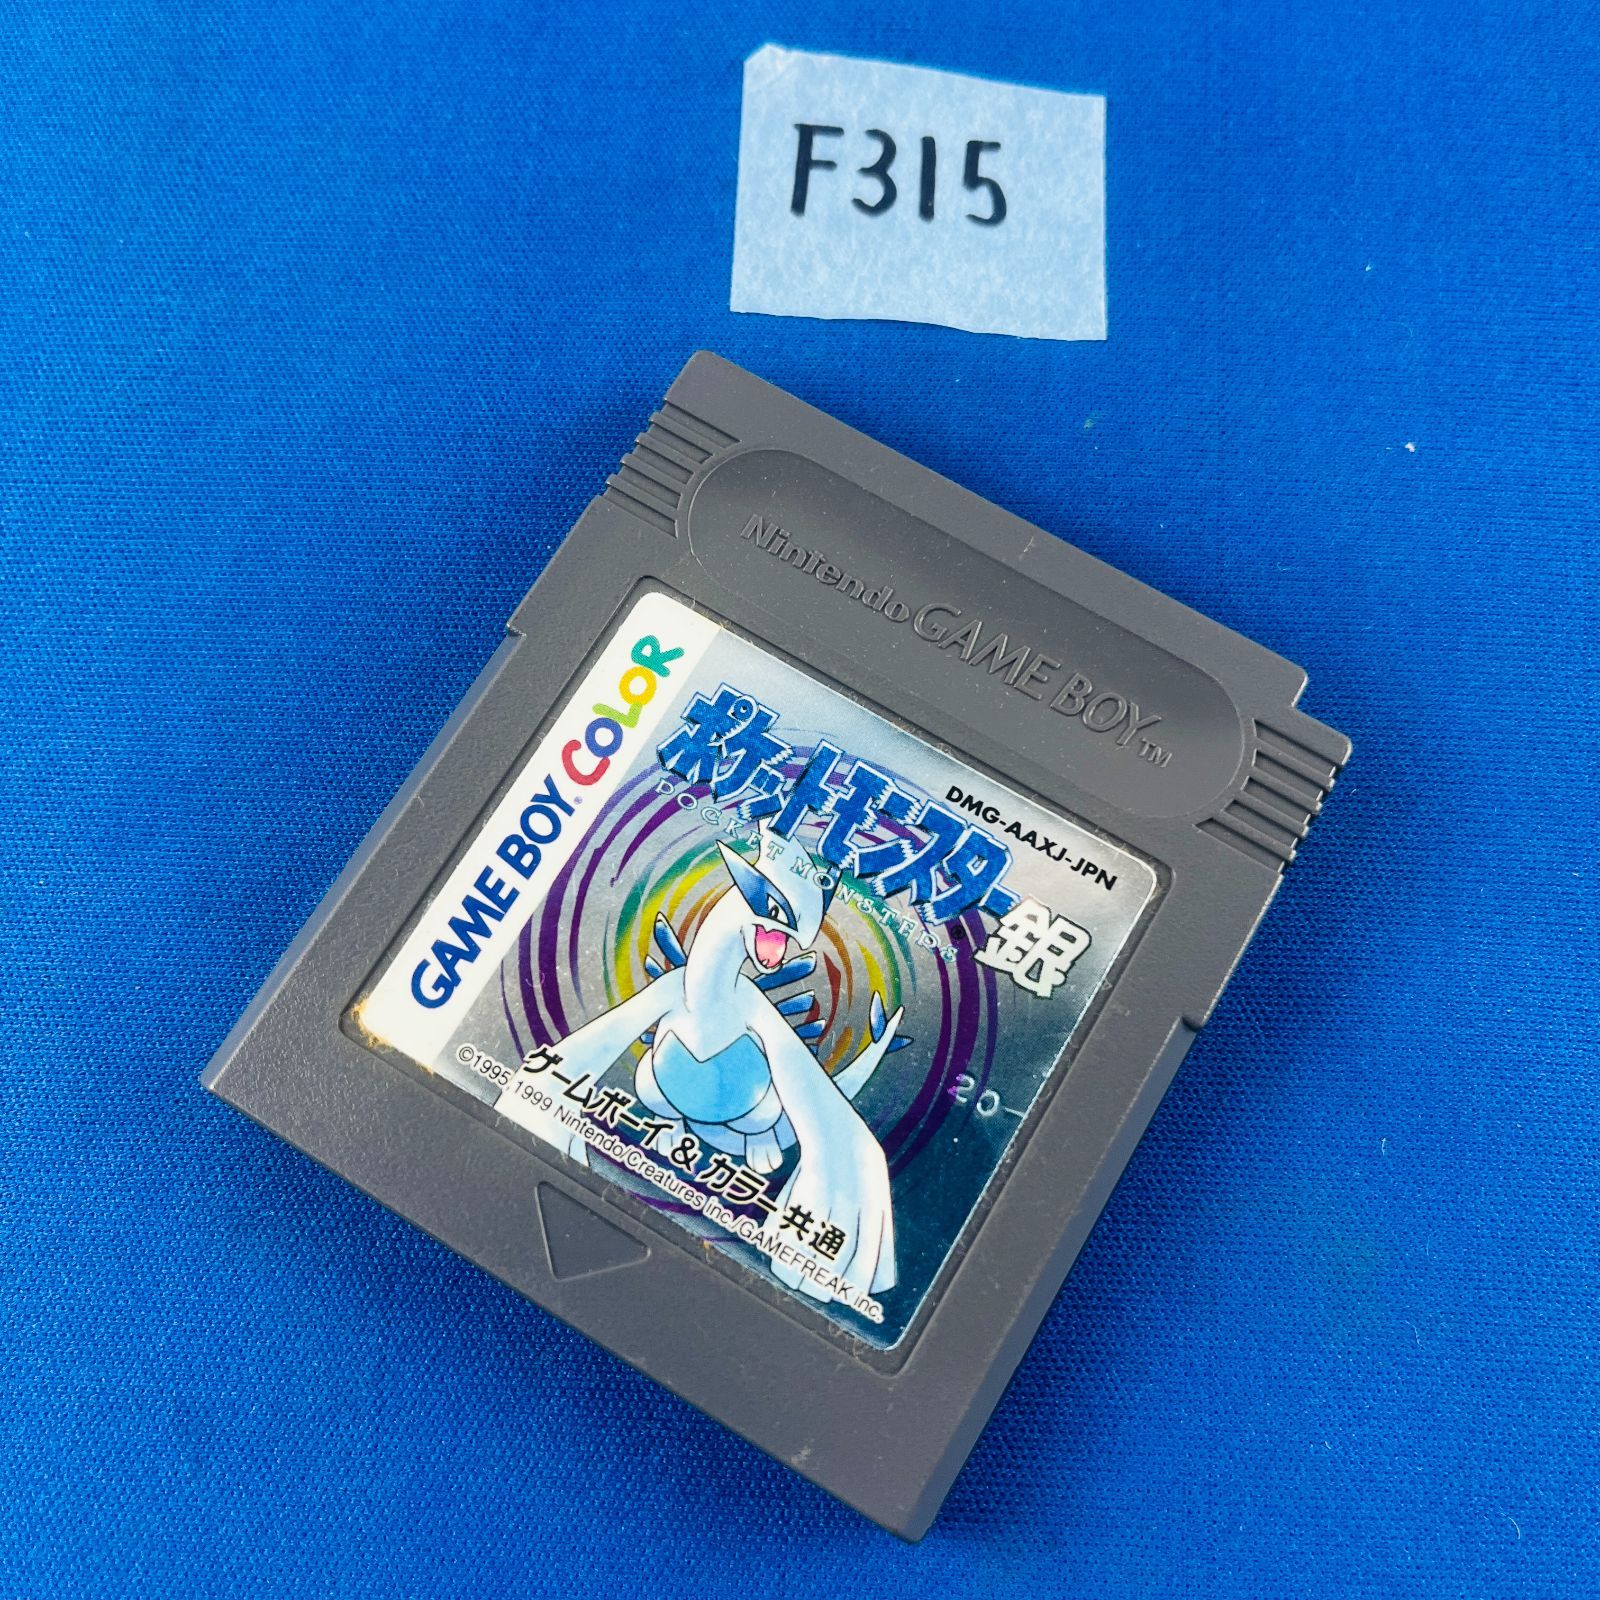 F315
Nintendo GAME BOY™
GAME BOY COLOR
DMG-AAXJ-JPN
ポケットモンスター®銀
POCKET MONSTERS
20-
ゲームボーイ&カラー共通
©1995,1999 Nintendo/Creatures inc./GAMEFREAK inc.